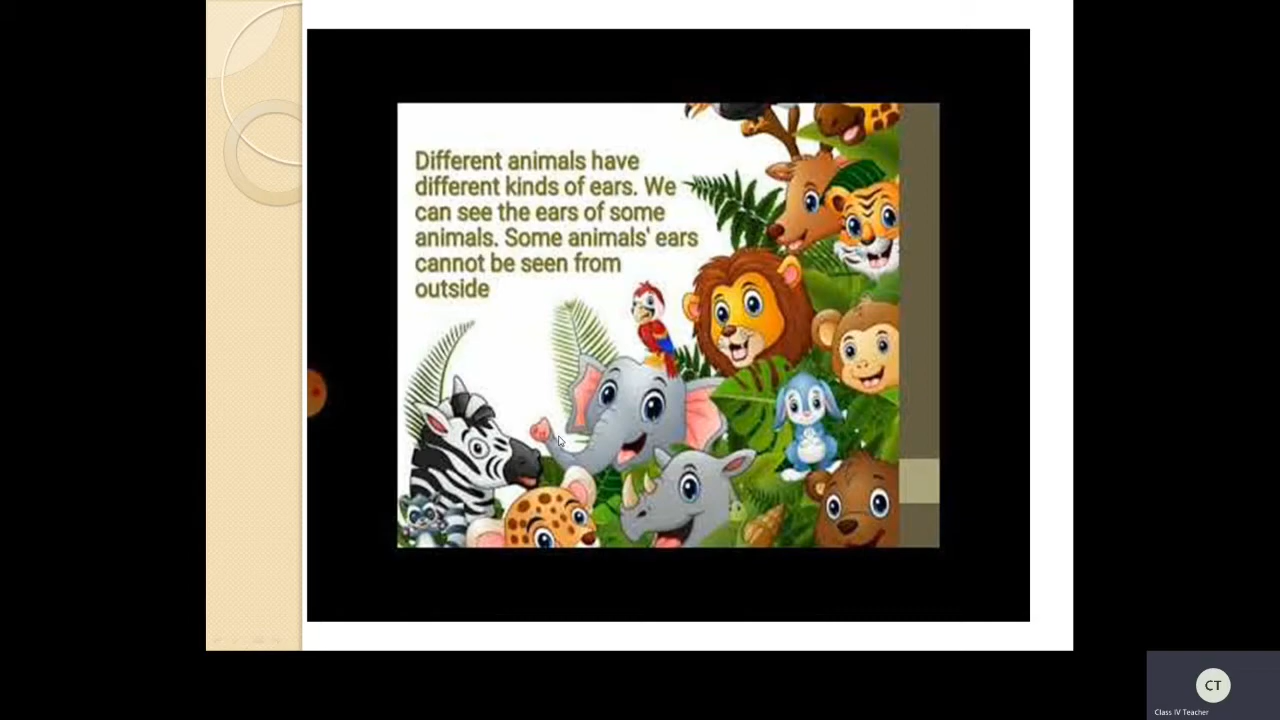 Different animals have
different kinds of ears. We
can see the ears of some
animals. Some animals' ears
cannot be seen from
outside
CT
Class IV Teacher